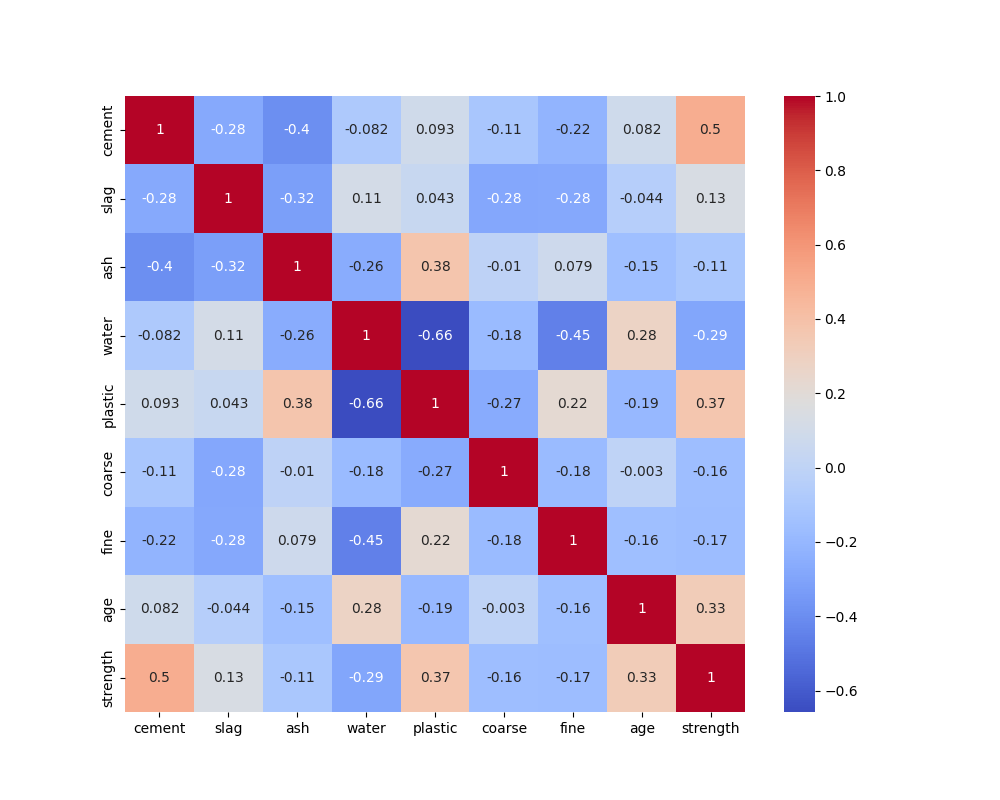 cement 1 -0.28 -0.4 -0.082 0.093 -0.11 -0.22 0.082 0.5
slag -0.28 1 -0.32 0.11 0.043 -0.28 -0.28 -0.044 0.13
ash -0.4 -0.32 1 -0.26 0.38 -0.01 0.079 -0.15 -0.11
water -0.082 0.11 -0.26 1 -0.66 -0.18 -0.45 0.28 -0.29
plastic 0.093 0.043 0.38 -0.66 1 -0.27 0.22 -0.19 0.37
coarse -0.11 -0.28 -0.01 -0.18 -0.27 1 -0.18 -0.003 -0.16
fine -0.22 -0.28 0.079 -0.45 0.22 -0.18 1 -0.16 -0.17
age 0.082 -0.044 -0.15 0.28 -0.19 -0.003 -0.16 1 0.33
strength 0.5 0.13 -0.11 -0.29 0.37 -0.16 -0.17 0.33 1
cement slag ash water plastic coarse fine age strength
1.0
0.8
0.6
0.4
0.2
0.0
−0.2
−0.4
−0.6